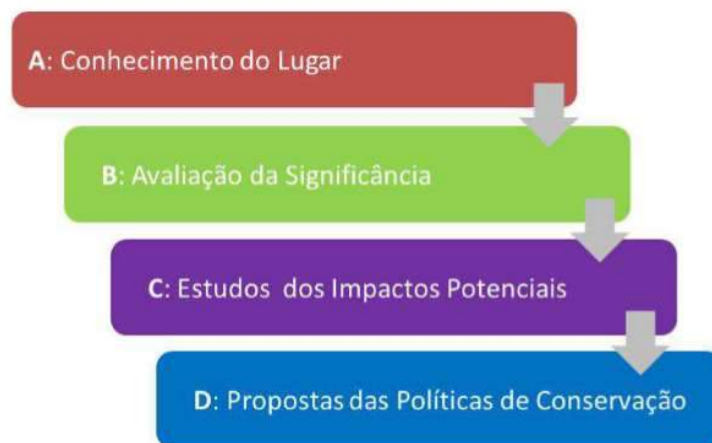 A: Conhecimento do Lugar
B: Avaliação da Significância
C: Estudos dos Impactos Potenciais
D: Propostas das Políticas de Conservação